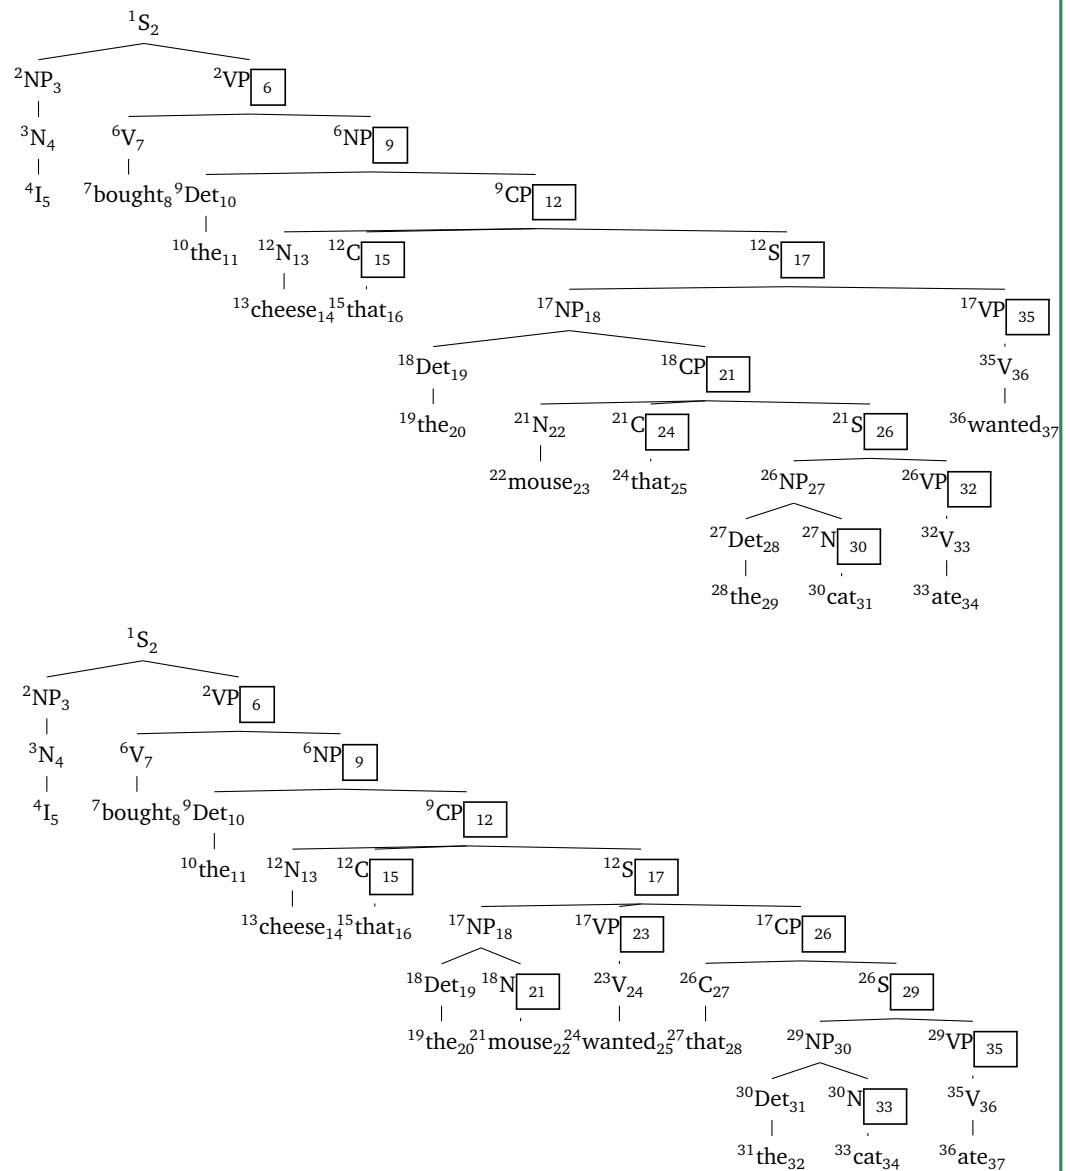 ¹S₂
²NP₃ ²VP 6
³N₄ ⁶V₇ ⁶NP 9
⁴I₅ ⁷bought₈ ⁹Det₁₀ ⁹CP 12
¹⁰the₁₁ ¹²N₁₃ ¹²C 15 ¹²S 17
¹³cheese₁₄ ¹⁵that₁₆ ¹⁷NP₁₈ ¹⁷VP 35
¹⁸Det₁₉ ¹⁸CP 21 ³⁵V₃₆
¹⁹the₂₀ ²¹N₂₂ ²¹C 24 ²¹S 26 ³⁶wanted₃₇
²²mouse₂₃ ²⁴that₂₅ ²⁶NP₂₇ ²⁶VP 32
²⁷Det₂₈ ²⁷N 30 ³²V₃₃
²⁸the₂₉ ³⁰cat₃₁ ³³ate₃₄
¹S₂
²NP₃ ²VP 6
³N₄ ⁶V₇ ⁶NP 9
⁴I₅ ⁷bought₈ ⁹Det₁₀ ⁹CP 12
¹⁰the₁₁ ¹²N₁₃ ¹²C 15 ¹²S 17
¹³cheese₁₄ ¹⁵that₁₆ ¹⁷NP₁₈ ¹⁷VP 23 ¹⁷CP 26
¹⁸Det₁₉ ¹⁸N 21 ²³V₂₄ ²⁶C₂₇ ²⁶S 29
¹⁹the₂₀ ²¹mouse₂₂ ²⁴wanted₂₅ ²⁷that₂₈ ²⁹NP₃₀ ²⁹VP 35
³⁰Det₃₁ ³⁰N 33 ³⁵V₃₆
³¹the₃₂ ³³cat₃₄ ³⁶ate₃₇